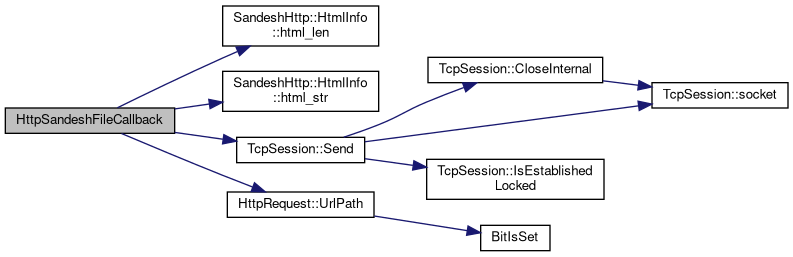 SandeshHttp::HtmlInfo
::html_len
SandeshHttp::HtmlInfo
::html_str
HttpSandeshFileCallback
TcpSession::Send
HttpRequest::UrlPath
TcpSession::CloseInternal
TcpSession::socket
TcpSession::IsEstablished
Locked
BitIsSet